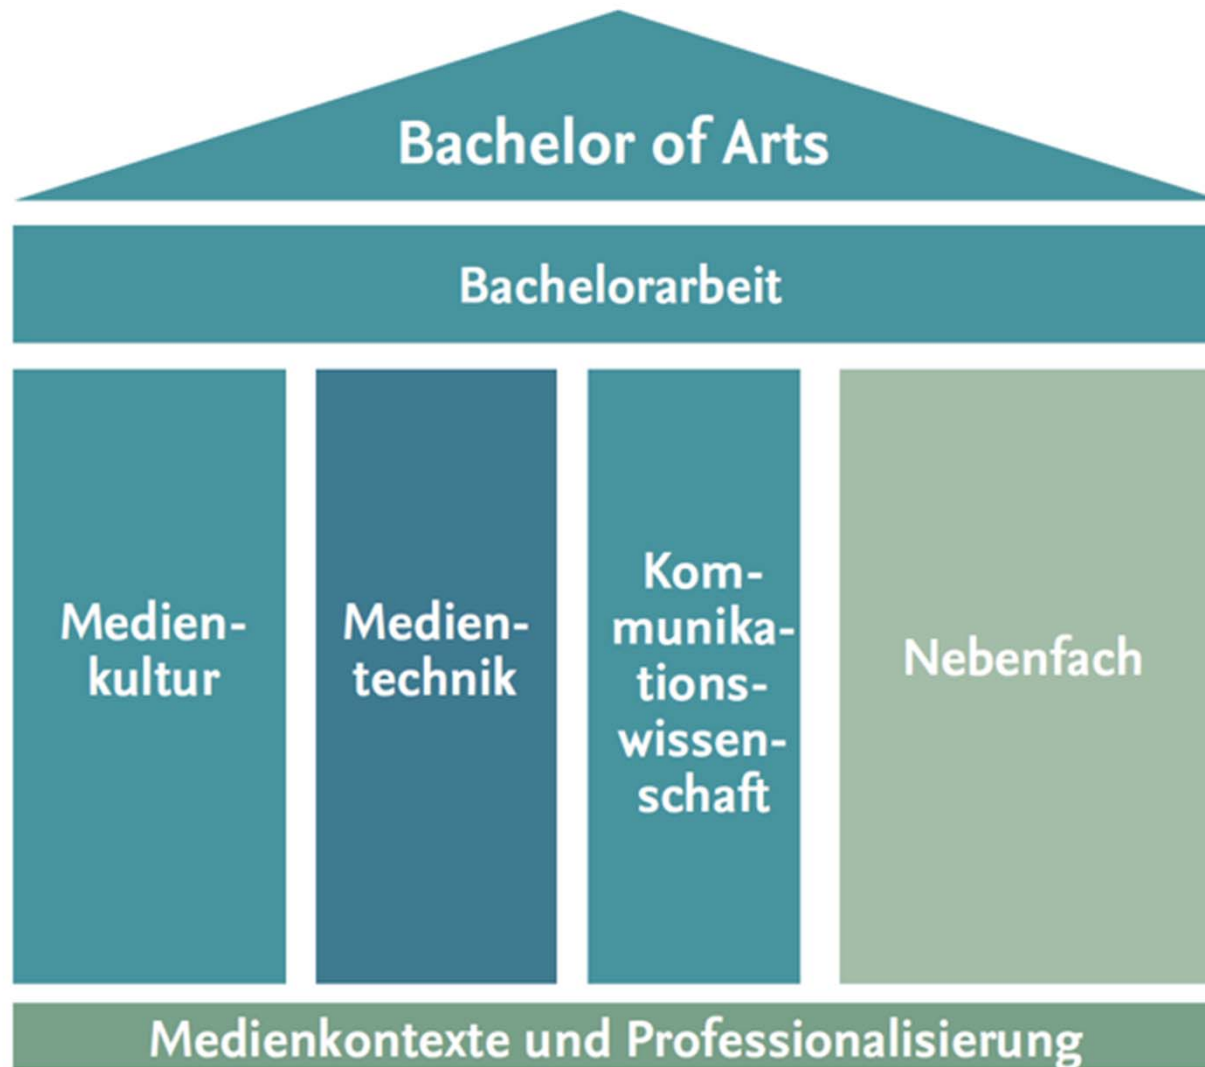 Bachelor of Arts
Bachelorarbeit
Medien-
kultur
Medien-
technik
Kom-
munika-
tions-
wissen-
schaft
Nebenfach
Medienkontexte und Professionalisierung